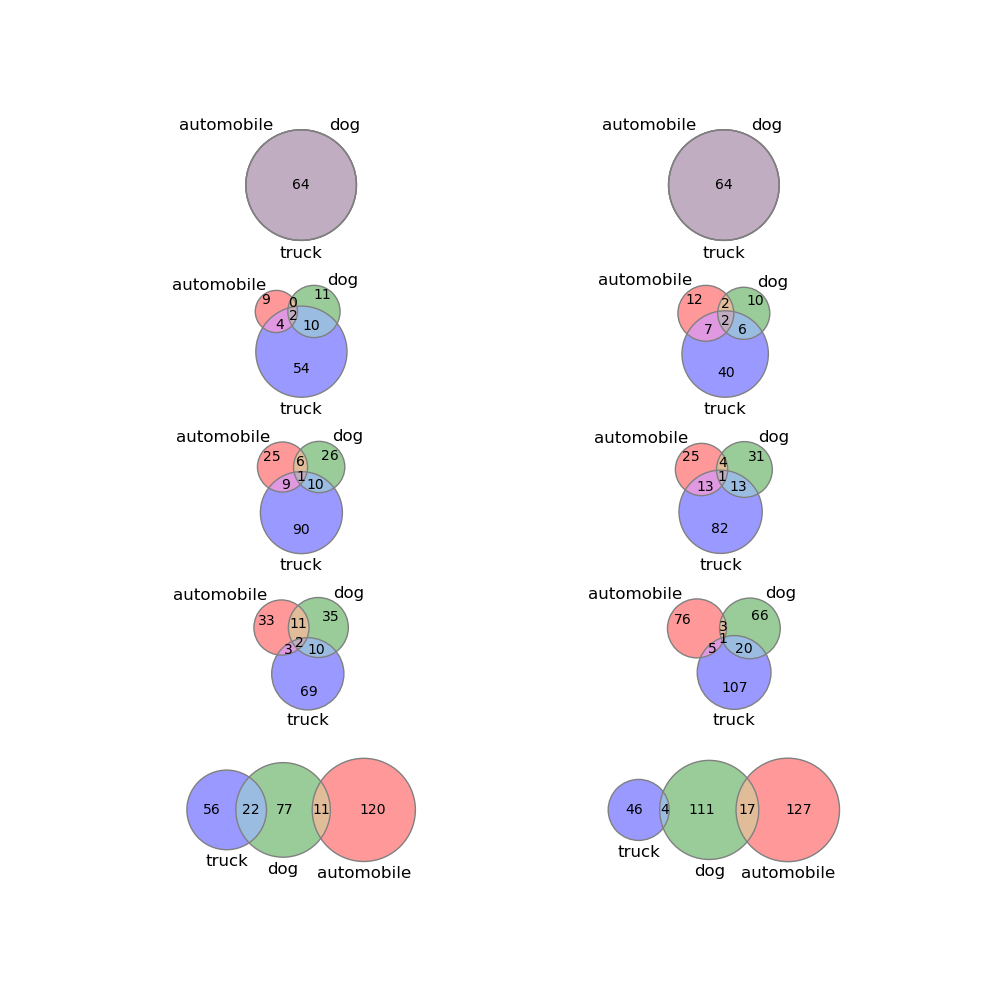 automobile dog automobile dog
64 64
truck truck
automobile dog automobile dog
9 0 11 12 2 10
4 2 10 7 2 6
54 40
truck truck
automobile dog automobile dog
25 6 26 25 4 31
9 1 10 13 1 13
90 82
truck truck
automobile dog automobile dog
33 11 35 76 3 66
3 2 10 5 1 20
69 107
truck truck
56 22 77 11 120 46 4 111 17 127
truck dog automobile truck dog automobile